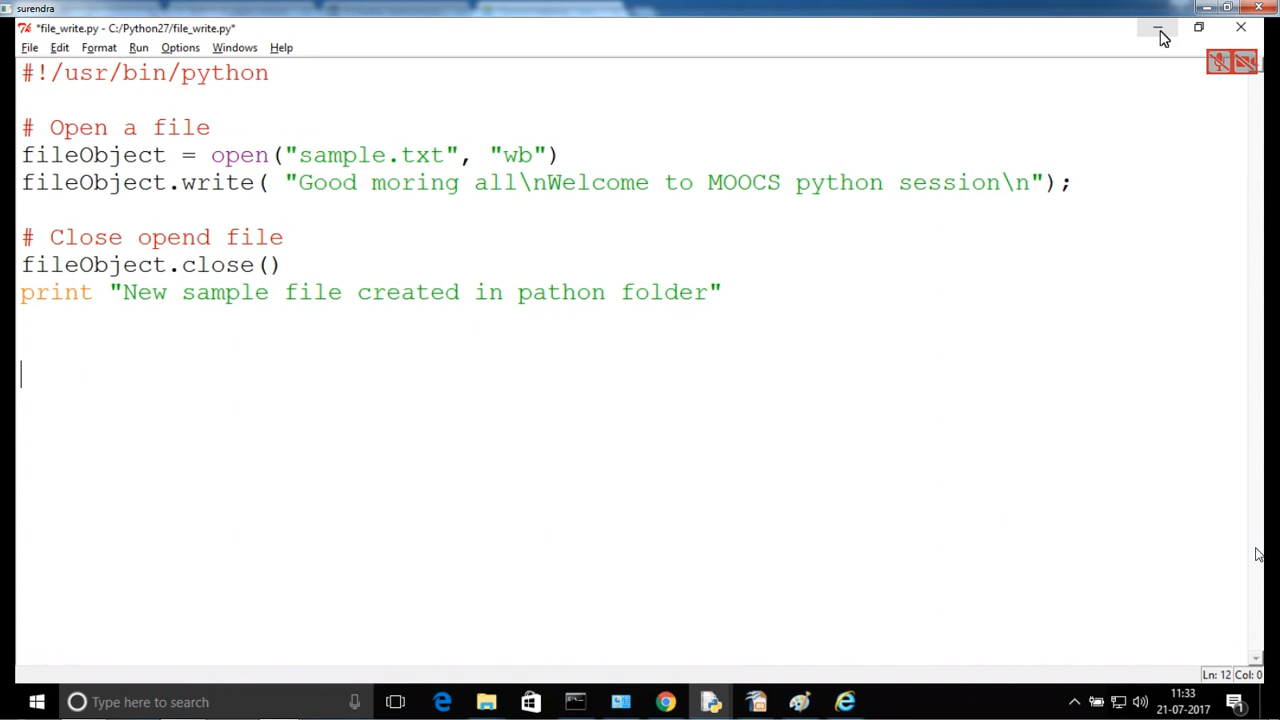 surendra
*file_write.py - C:/Python27/file_write.py*
File Edit Format Run Options Windows Help
#!/usr/bin/python
# Open a file
fileObject = open("sample.txt", "wb")
fileObject.write( "Good moring all\nWelcome to MOOCS python session\n");
# Close opend file
fileObject.close()
print "New sample file created in pathon folder"
Ln: 12 Col: 0
Type here to search
11:33
21-07-2017
1